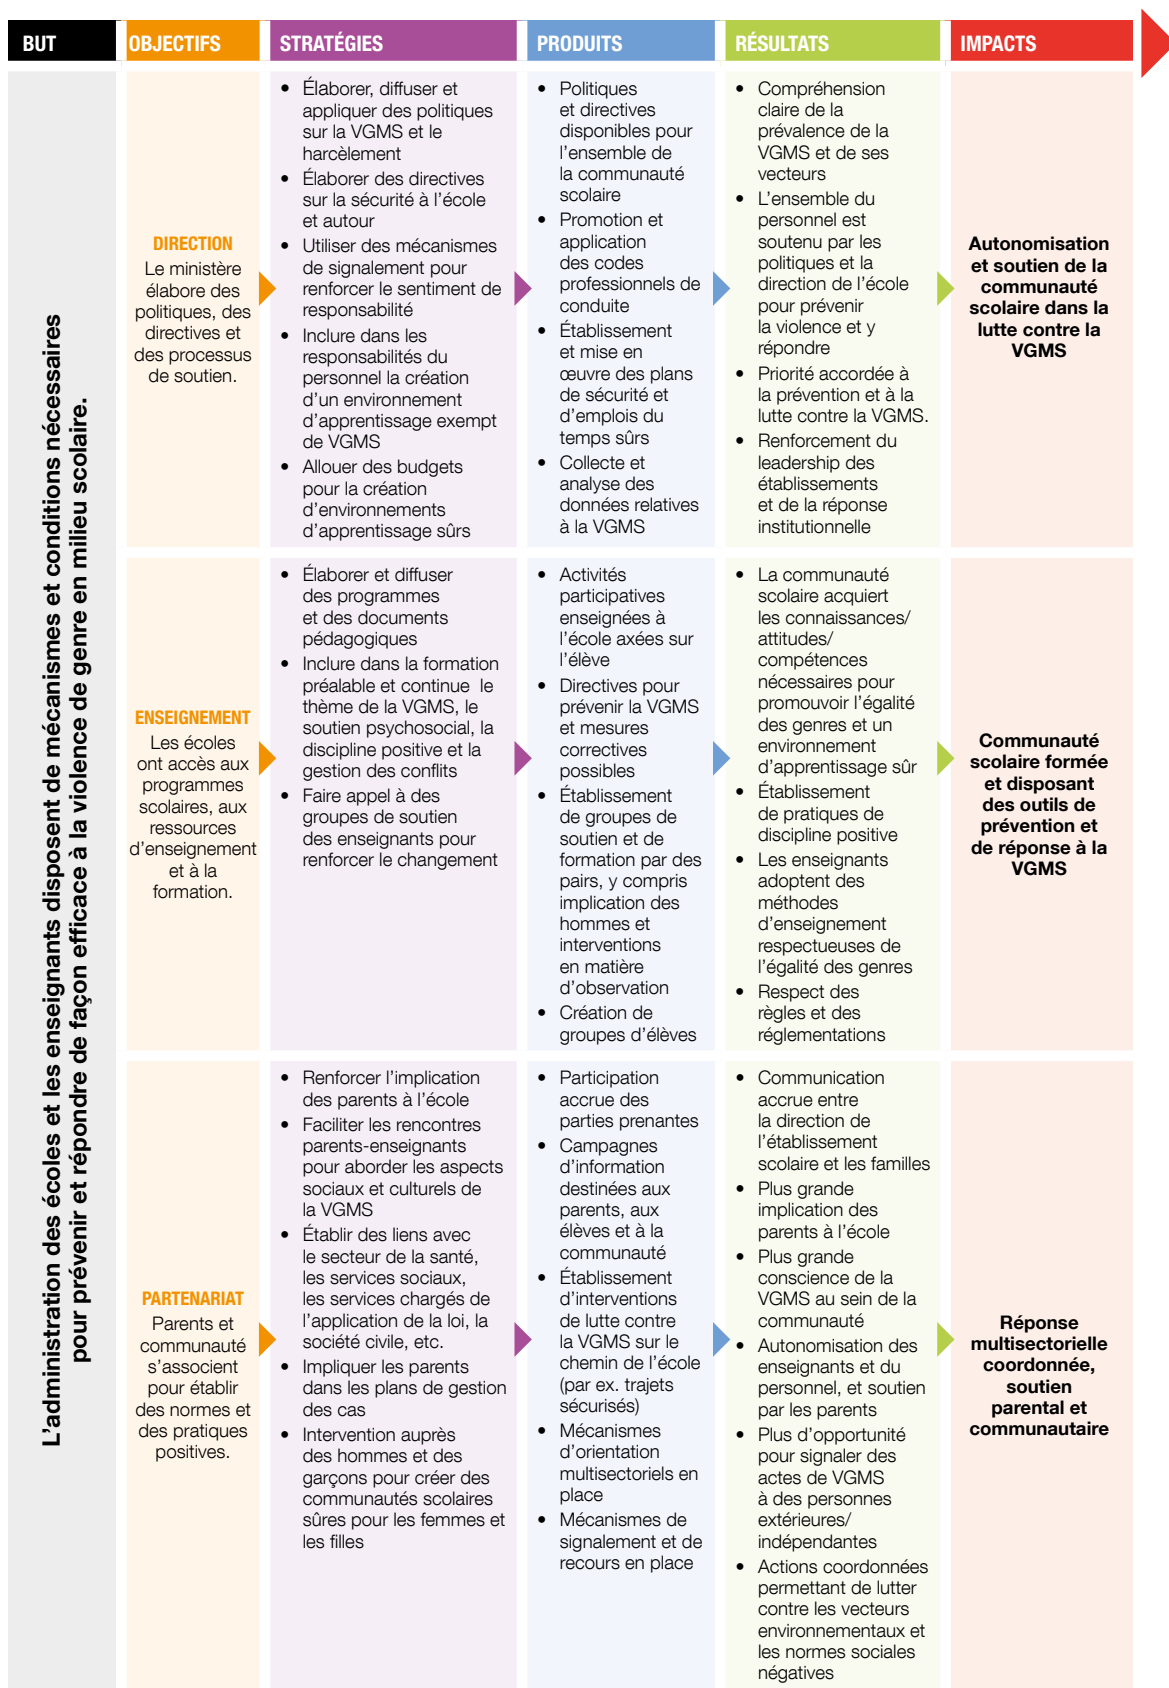 BUT
OBJECTIFS
STRATÉGIES
PRODUITS
RÉSULTATS
IMPACTS
L'administration des écoles et les enseignants disposent de mécanismes et conditions nécessaires
pour prévenir et répondre de façon efficace à la violence de genre en milieu scolaire.
DIRECTION
Le ministère
élabore des
politiques, des
directives et
des processus
de soutien.
• Élaborer, diffuser et
appliquer des politiques
sur la VGMS et le
harcèlement
• Élaborer des directives
sur la sécurité à l'école
et autour
• Utiliser des mécanismes
de signalement pour
renforcer le sentiment de
responsabilité
• Inclure dans les
responsabilités du
personnel la création
d'un environnement
d'apprentissage exempt
de VGMS
• Allouer des budgets
pour la création
d'environnements
d'apprentissage sûrs
• Politiques
et directives
disponibles pour
l'ensemble de
la communauté
scolaire
• Promotion et
application
des codes
professionnels de
conduite
• Établissement
et mise en
œuvre des plans
de sécurité et
d'emplois du
temps sûrs
• Collecte et
analyse des
données relatives
à la VGMS
• Compréhension
claire de la
prévalence de la
VGMS et de ses
vecteurs
• L'ensemble du
personnel est
soutenu par les
politiques et la
direction de l'école
pour prévenir
la violence et y
répondre
• Priorité accordée à
la prévention et à la
lutte contre la VGMS.
• Renforcement du
leadership des
établissements
et de la réponse
institutionnelle
Autonomisation
et soutien de la
communauté
scolaire dans la
lutte contre la
VGMS
ENSEIGNEMENT
Les écoles
ont accès aux
programmes
scolaires, aux
ressources
d'enseignement
et à la
formation.
• Élaborer et diffuser
des programmes
et des documents
pédagogiques
• Inclure dans la formation
préalable et continue le
thème de la VGMS, le
soutien psychosocial, la
discipline positive et la
gestion des conflits
• Faire appel à des
groupes de soutien
des enseignants pour
renforcer le changement
• Activités
participatives
enseignées à
l'école axées sur
l'élève
• Directives pour
prévenir la VGMS
et mesures
correctives
possibles
• Établissement
de groupes de
soutien et de
formation par des
pairs, y compris
implication des
hommes et
interventions
en matière
d'observation
• Création de
groupes d'élèves
• La communauté
scolaire acquiert
les connaissances/
attitudes/
compétences
nécessaires pour
promouvoir l'égalité
des genres et un
environnement
d'apprentissage sûr
• Établissement
de pratiques de
discipline positive
• Les enseignants
adoptent des
méthodes
d'enseignement
respectueuses de
l'égalité des genres
• Respect des
règles et des
réglementations
Communauté
scolaire formée
et disposant
des outils de
prévention et
de réponse à la
VGMS
PARTENARIAT
Parents et
communauté
s'associent
pour établir
des normes et
des pratiques
positives.
• Renforcer l'implication
des parents à l'école
• Faciliter les rencontres
parents-enseignants
pour aborder les aspects
sociaux et culturels de
la VGMS
• Établir des liens avec
le secteur de la santé,
les services sociaux,
les services chargés de
l'application de la loi, la
société civile, etc.
• Impliquer les parents
dans les plans de gestion
des cas
• Intervention auprès
des hommes et des
garçons pour créer des
communautés scolaires
sûres pour les femmes et
les filles
• Participation
accrue des
parties prenantes
• Campagnes
d'information
destinées aux
parents, aux
élèves et à la
communauté
• Établissement
d'interventions
de lutte contre
la VGMS sur le
chemin de l'école
(par ex. trajets
sécurisés)
• Mécanismes
d'orientation
multisectoriels en
place
• Mécanismes de
signalement et de
recours en place
• Communication
accrue entre
la direction de
l'établissement
scolaire et les familles
• Plus grande
implication des
parents à l'école
• Plus grande
conscience de la
VGMS au sein de la
communauté
• Autonomisation des
enseignants et du
personnel, et soutien
par les parents
• Plus d'opportunité
pour signaler des
actes de VGMS
à des personnes
extérieures/
indépendantes
• Actions coordonnées
permettant de lutter
contre les vecteurs
environnementaux et
les normes sociales
négatives
Réponse
multisectorielle
coordonnée,
soutien
parental et
communautaire